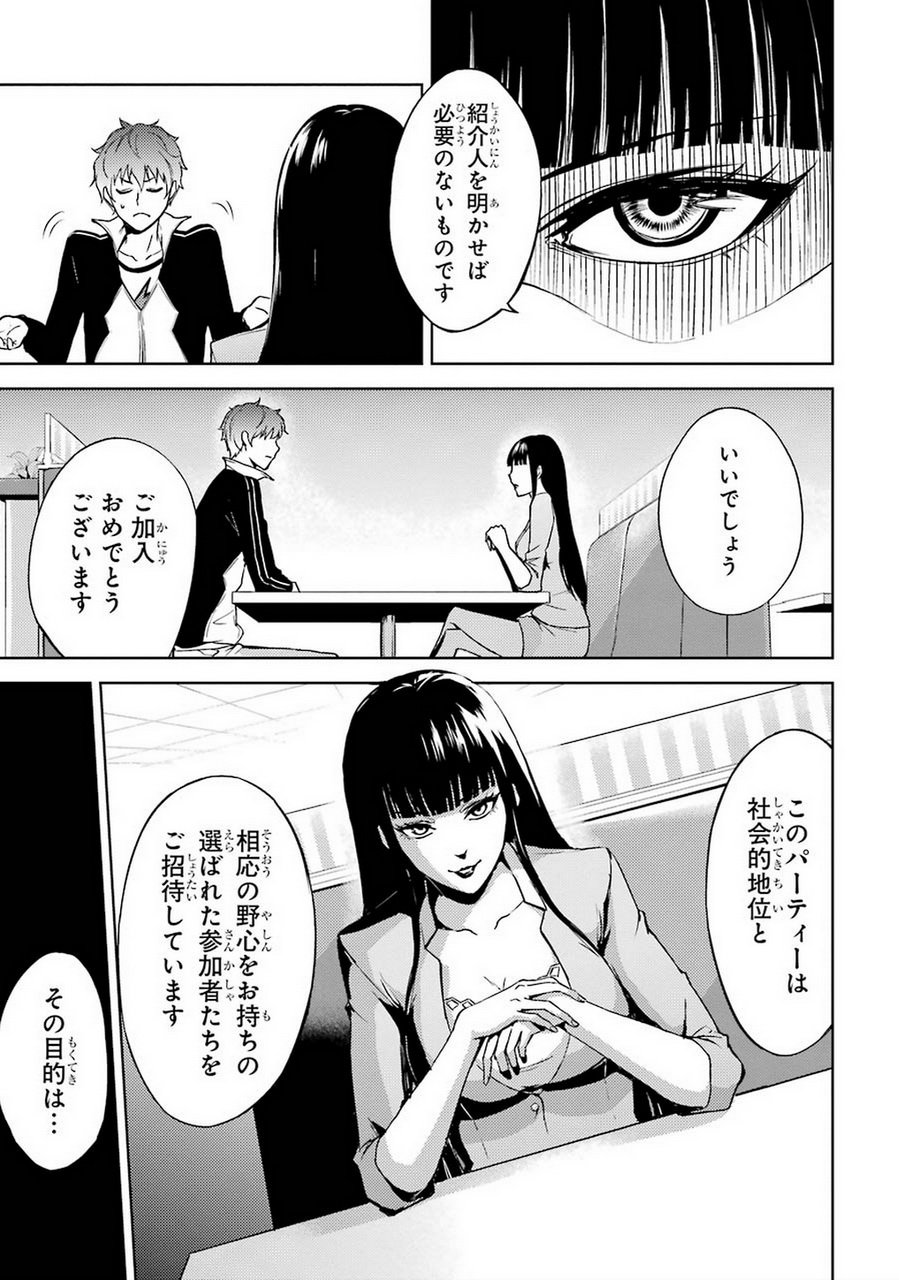 紹介人を明かせば
必要のないものです
いいでしょう
ご加入
おめでとう
ございます
このパーティーは
社会的地位と
相応の野心をお持ちの
選ばれた参加者たちを
ご招待しています
その目的は…